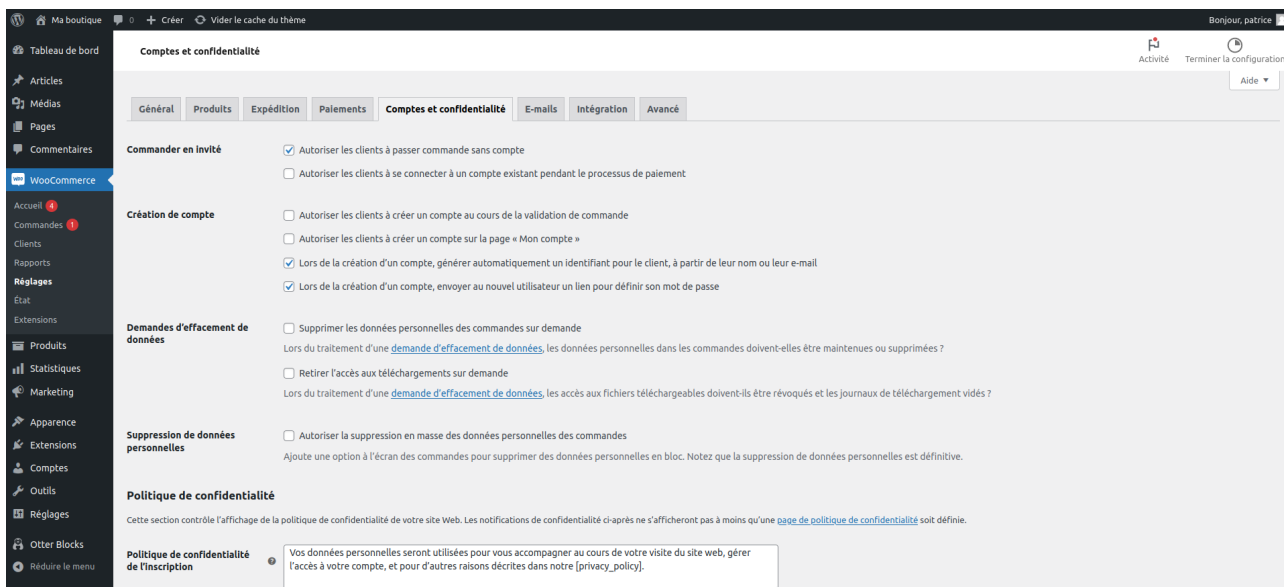 Ma boutique 0 Créer Vider le cache du thème Bonjour, patrice
Tableau de bord
Articles
Médias
Pages
Commentaires
WooCommerce
Accueil 4
Commandes 1
Clients
Rapports
Réglages
État
Extensions
Produits
Statistiques
Marketing
Apparence
Extensions
Comptes
Outils
Réglages
Otter Blocks
Réduire le menu
Comptes et confidentialité
Activité
Terminer la configuration
Aide
Général Produits Expédition Paiements Comptes et confidentialité E-mails Intégration Avancé
Commander en invité
Autoriser les clients à passer commande sans compte
Autoriser les clients à se connecter à un compte existant pendant le processus de paiement
Création de compte
Autoriser les clients à créer un compte au cours de la validation de commande
Autoriser les clients à créer un compte sur la page « Mon compte »
Lors de la création d'un compte, générer automatiquement un identifiant pour le client, à partir de leur nom ou leur e-mail
Lors de la création d'un compte, envoyer au nouvel utilisateur un lien pour définir son mot de passe
Demandes d'effacement de
données
Supprimer les données personnelles des commandes sur demande
Lors du traitement d'une demande d'effacement de données, les données personnelles dans les commandes doivent-elles être maintenues ou supprimées ?
Retirer l'accès aux téléchargements sur demande
Lors du traitement d'une demande d'effacement de données, les accès aux fichiers téléchargeables doivent-ils être révoqués et les journaux de téléchargement vidés ?
Suppression de données
personnelles
Autoriser la suppression en masse des données personnelles des commandes
Ajoute une option à l'écran des commandes pour supprimer des données personnelles en bloc. Notez que la suppression de données personnelles est définitive.
Politique de confidentialité
Cette section contrôle l'affichage de la politique de confidentialité de votre site Web. Les notifications de confidentialité ci-après ne s'afficheront pas à moins qu'une page de politique de confidentialité soit définie.
Politique de confidentialité
de l'inscription
Vos données personnelles seront utilisées pour vous accompagner au cours de votre visite du site web, gérer
l'accès à votre compte, et pour d'autres raisons décrites dans notre [privacy_policy].